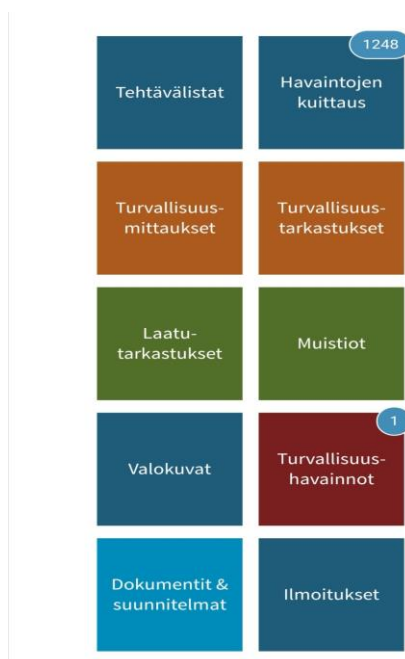 1248
Tehtävälistat
Havaintojen
kuittaus
Turvallisuus-
mittaukset
Turvallisuus-
tarkastukset
Laatu-
tarkastukset
Muistiot
Valokuvat
1
Turvallisuus-
havainnot
Dokumentit &
suunnitelmat
Ilmoitukset